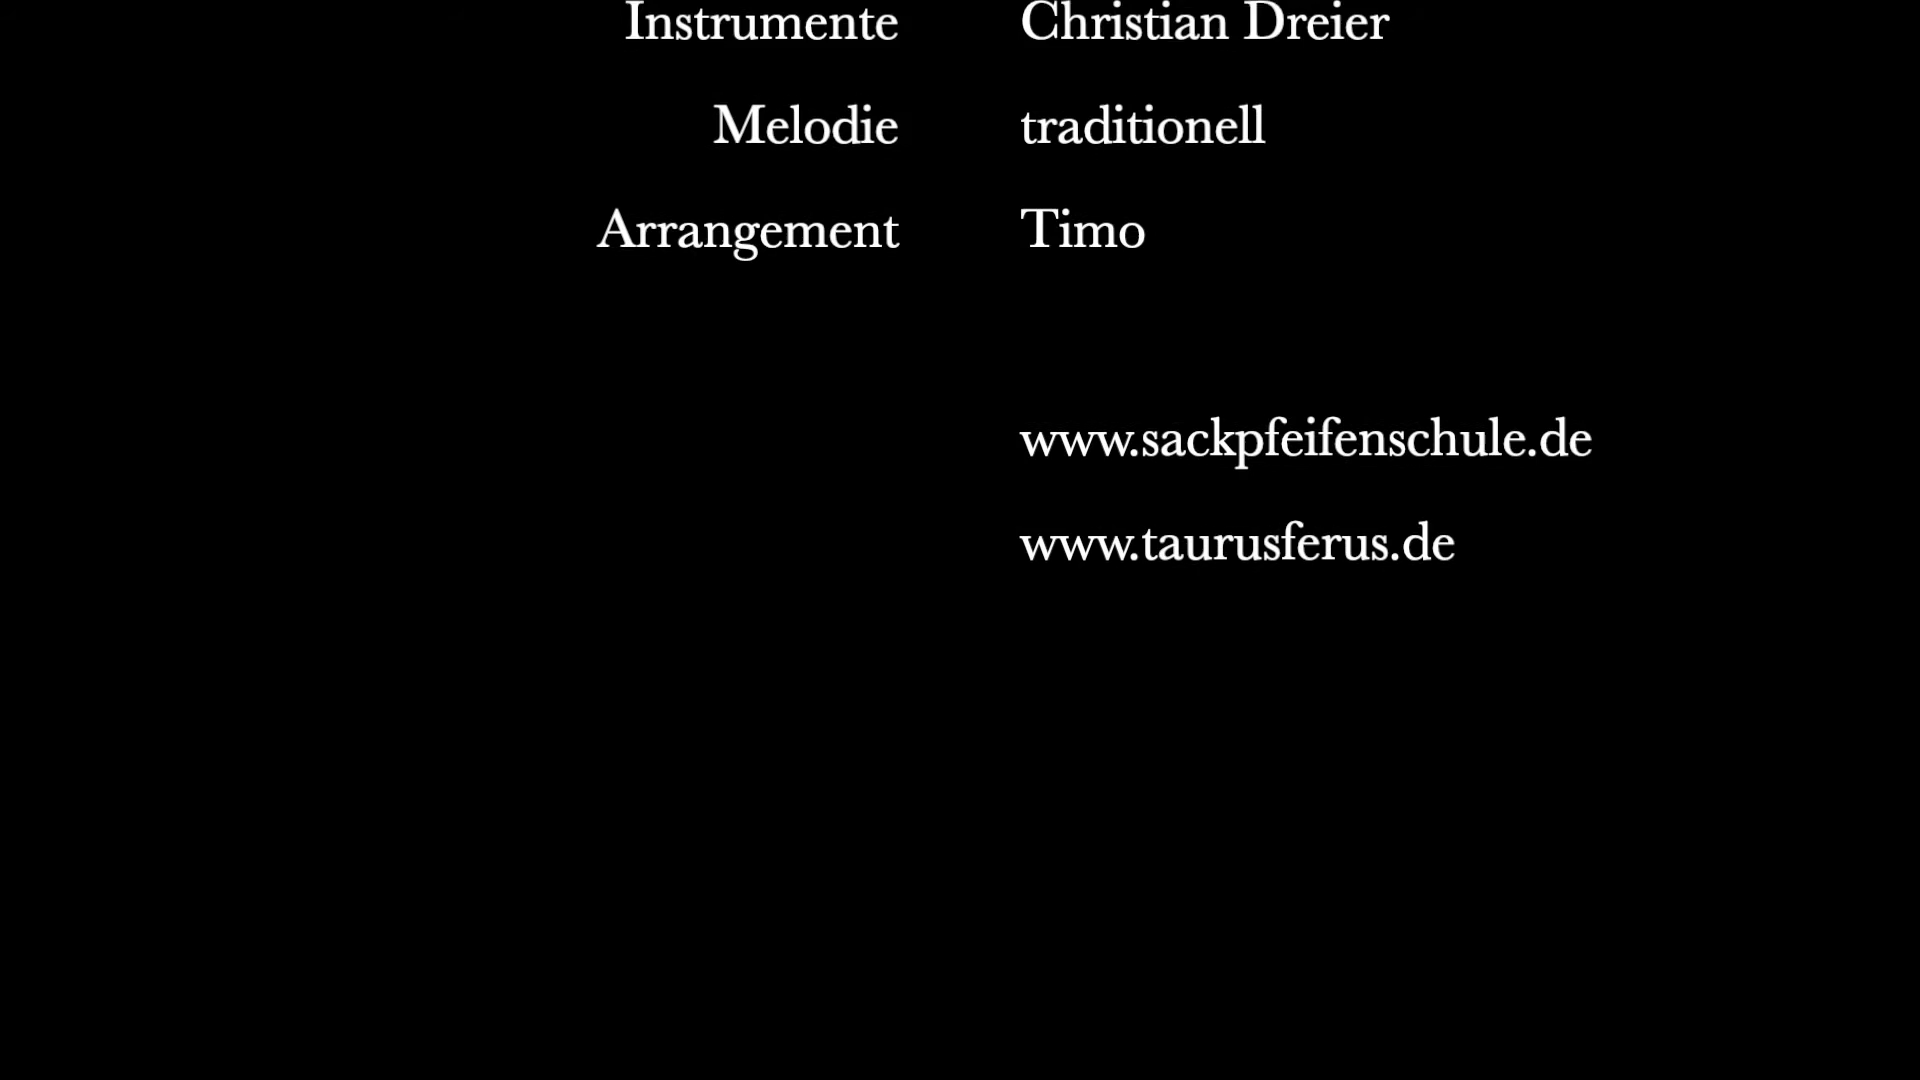 Instrumente Christian Dreier
Melodie traditionell
Arrangement Timo
www.sackpfeifenschule.de
www.taurusferus.de